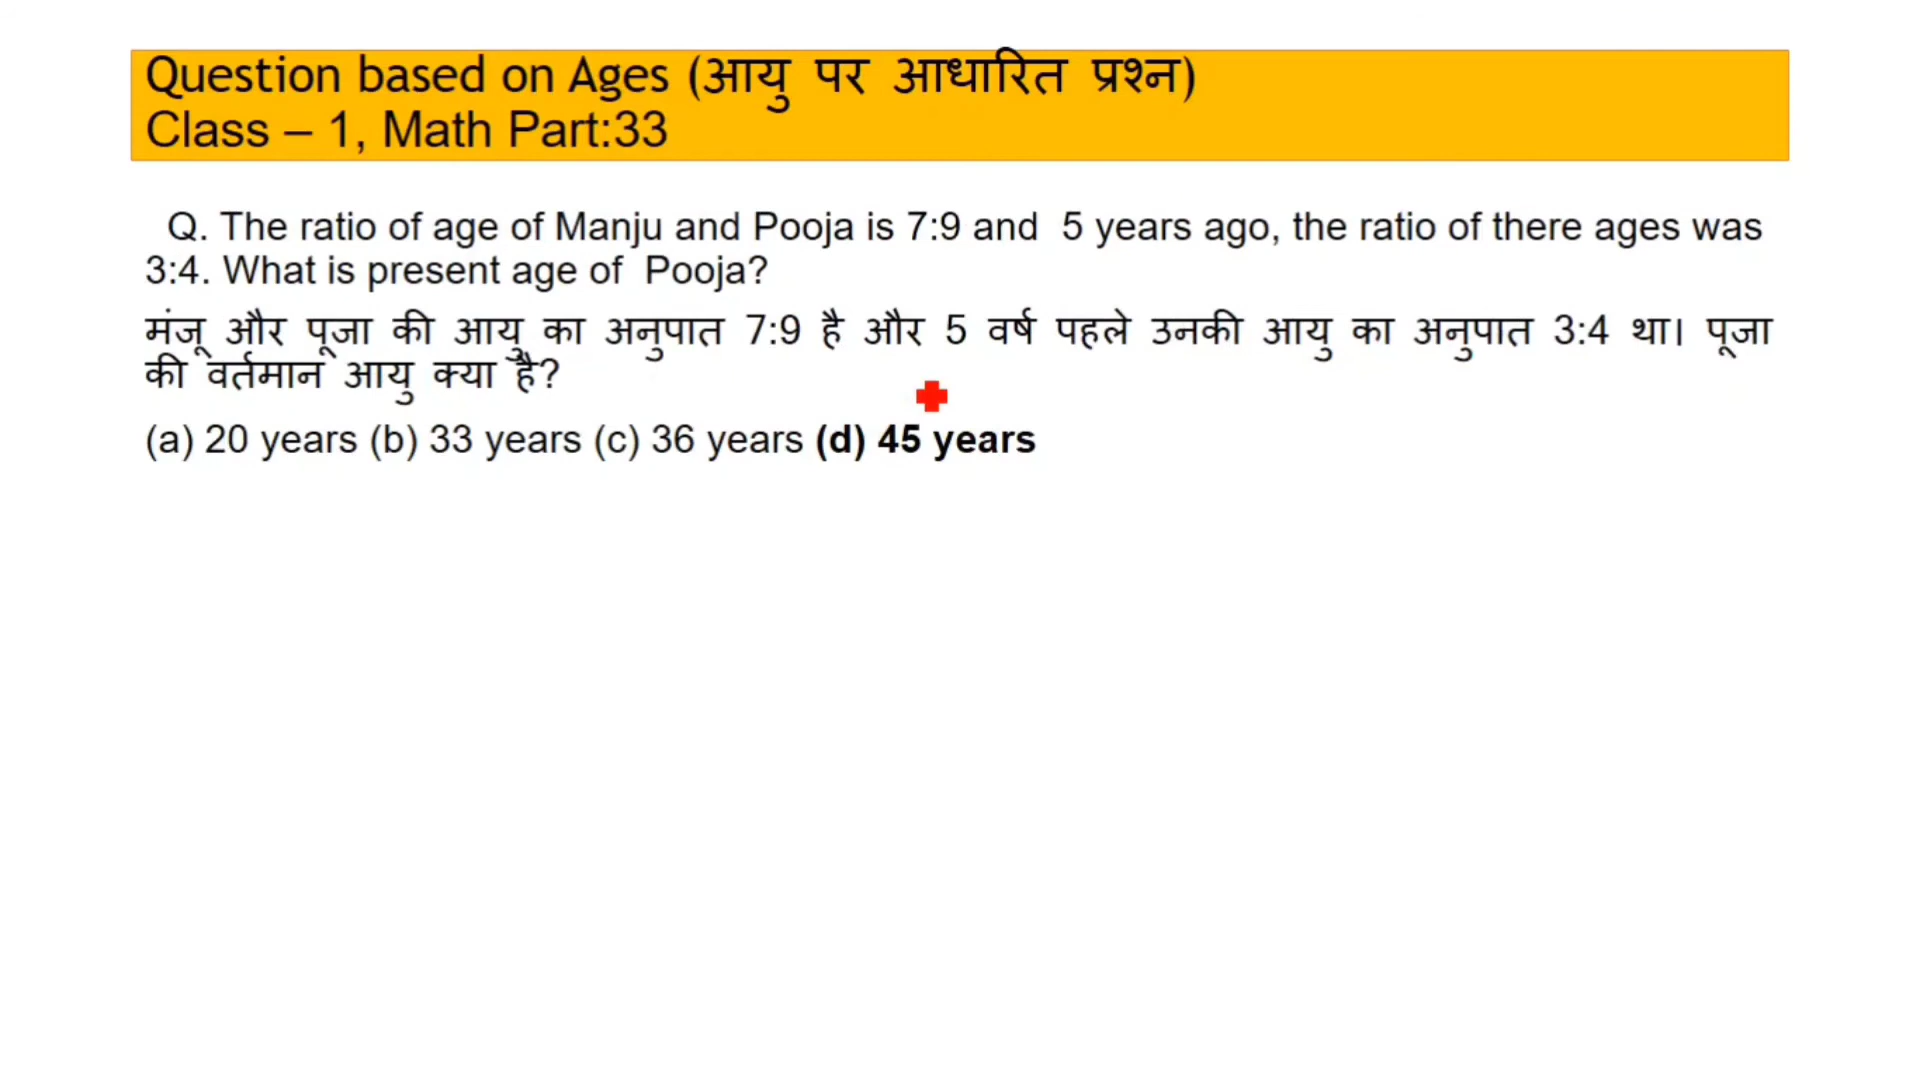 Question based on Ages (आयु पर आधारित प्रश्न)
Class – 1, Math Part:33
Q. The ratio of age of Manju and Pooja is 7:9 and 5 years ago, the ratio of there ages was
3:4. What is present age of Pooja?
मंजू और पूजा की आयु का अनुपात 7:9 है और 5 वर्ष पहले उनकी आयु का अनुपात 3:4 था। पूजा
की वर्तमान आयु क्या है?
(a) 20 years (b) 33 years (c) 36 years (d) 45 years